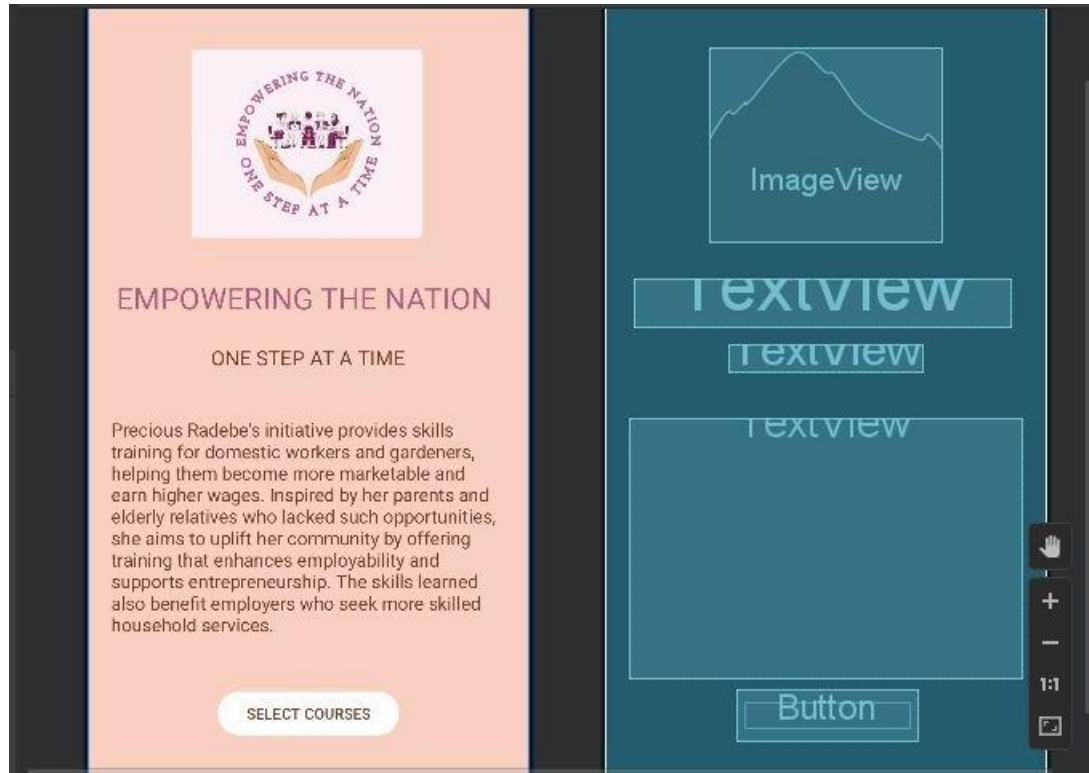 EMPOWERING THE NATION
ONE STEP AT A TIME
EMPOWERING THE NATION
ONE STEP AT A TIME
Precious Radebe's initiative provides skills
training for domestic workers and gardeners,
helping them become more marketable and
earn higher wages. Inspired by her parents and
elderly relatives who lacked such opportunities,
she aims to uplift her community by offering
training that enhances employability and
supports entrepreneurship. The skills learned
also benefit employers who seek more skilled
household services.
SELECT COURSES
ImageView
TextView
TextView
TextView
Button
1:1